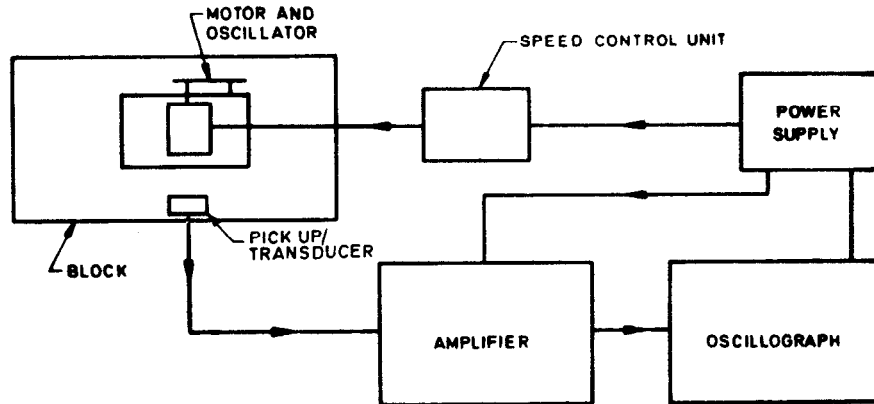 MOTOR AND
OSCILLATOR
SPEED CONTROL UNIT
POWER
SUPPLY
PICK UP/
TRANSDUCER
BLOCK
AMPLIFIER
OSCILLOGRAPH